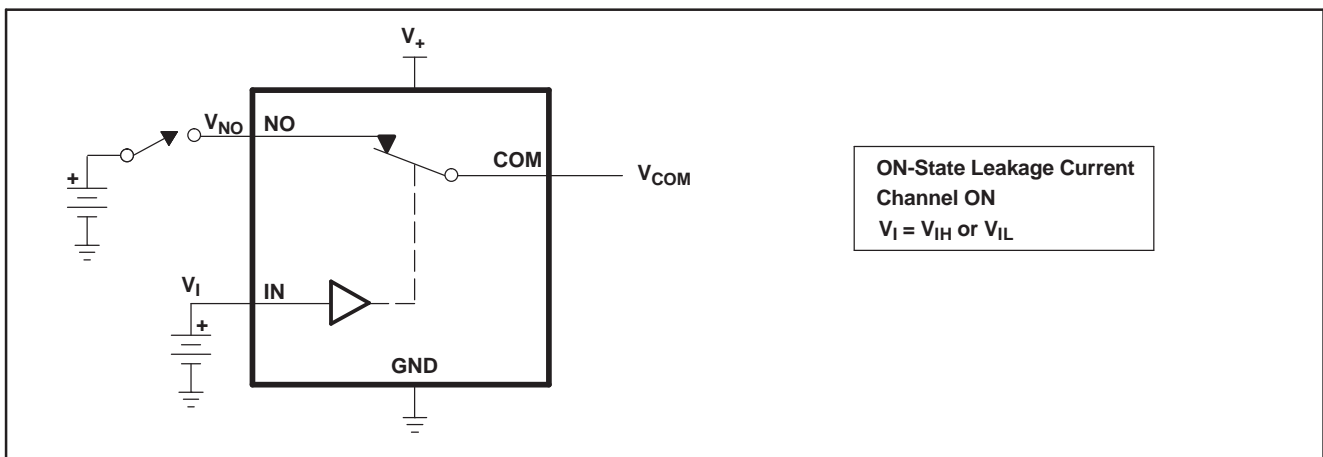 V+
VNO NO
COM
VCOM
+
ON-State Leakage Current
Channel ON
VI = VIH or VIL
VI IN
+
GND